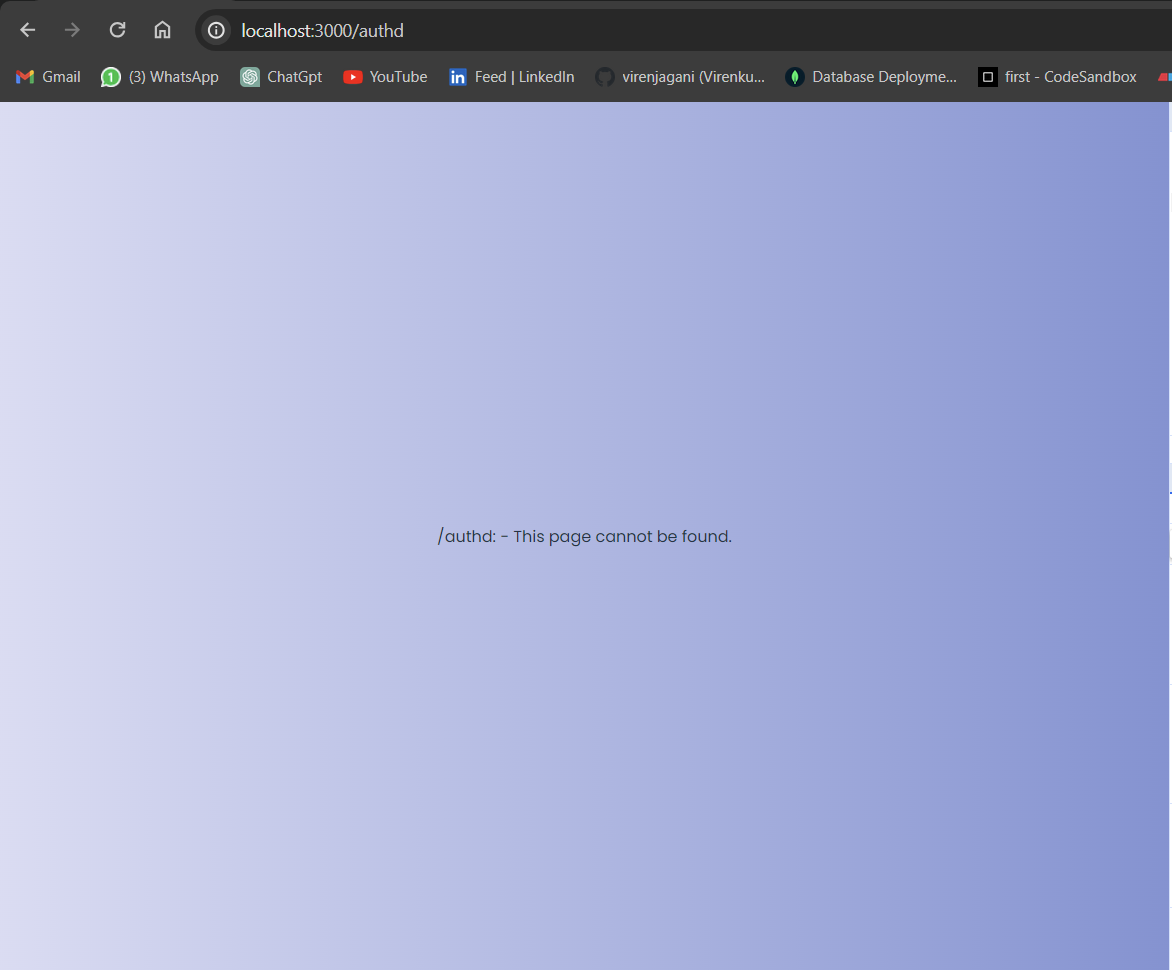 localhost:3000/authd
Gmail (3) WhatsApp ChatGpt YouTube Feed | LinkedIn virenjagani (Virenku... Database Deployme... first - CodeSandbox
/authd: - This page cannot be found.